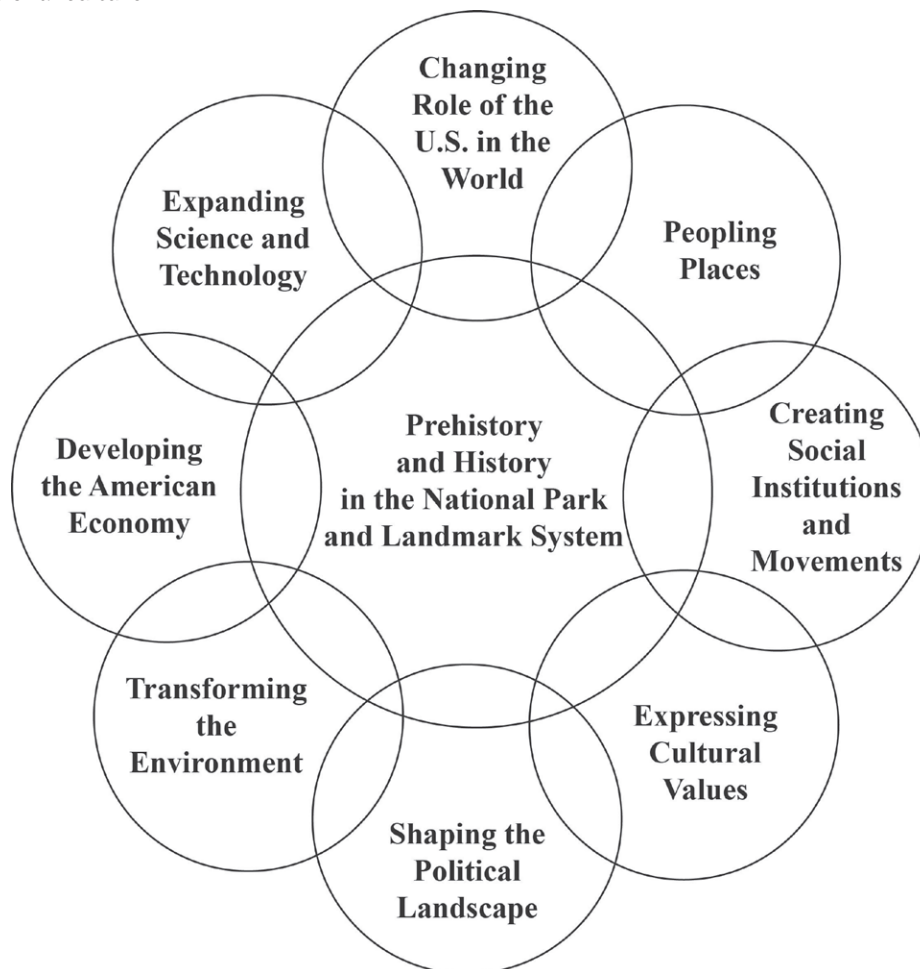 Changing
Role of the
U.S. in the
World
Peopling
Places
Creating
Social
Institutions
and
Movements
Expressing
Cultural
Values
Shaping the
Political
Landscape
Transforming
the
Environment
Developing
the American
Economy
Expanding
Science and
Technology
Prehistory
and History
in the National Park
and Landmark System